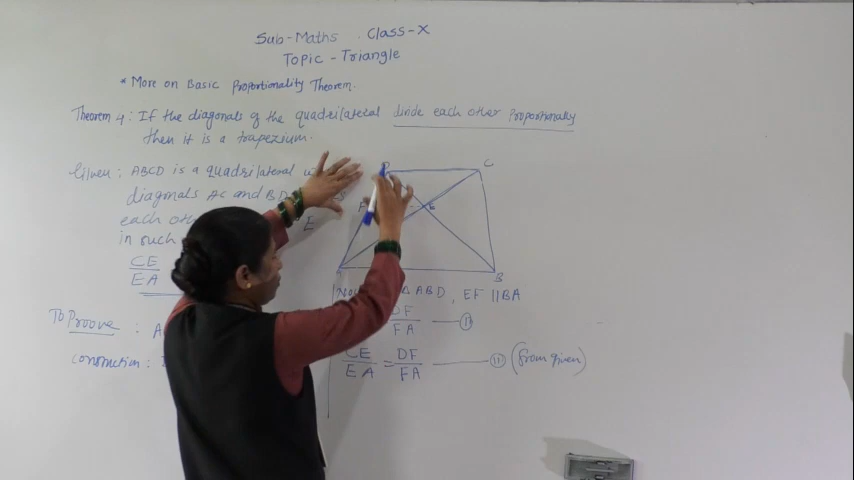 Sub-Maths . Class-X
Topic - Triangle
* More on Basic Proportionality Theorem.
Theorem 4: If the diagonals of the quadrilateral divide each other proportionally
then it is a trapezium.
Given : ABCD is a quadrilateral
diagonals AC and BD
each
in such
CE
EA
To Proove : A
Construction :
C
E
A
B
E
Now △ ABD, EF || BA
DF
FA — (I)
CE/EA = DF/FA — (II) (from given)